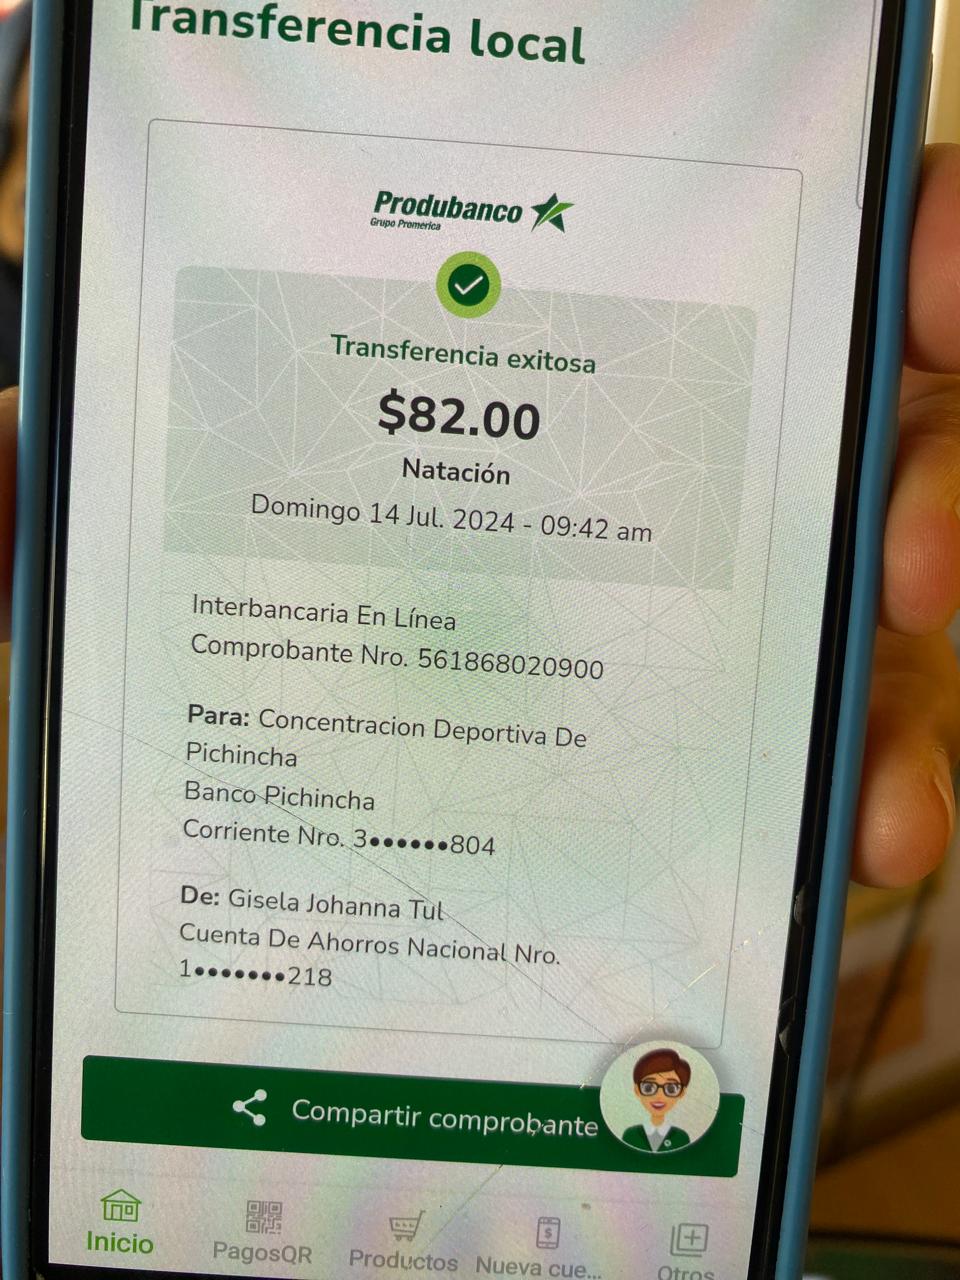 Transferencia local
Produbanco
Grupo Promerica
Transferencia exitosa
$82.00
Natación
Domingo 14 Jul. 2024 - 09:42 am
Interbancaria En Línea
Comprobante Nro. 561868020900
Para: Concentracion Deportiva De
Pichincha
Banco Pichincha
Corriente Nro. 3●●●●●●804
De: Gisela Johanna Tul
Cuenta De Ahorros Nacional Nro.
1●●●●●●●218
Compartir comprobante
Inicio
PagosQR
Productos
Nueva cue...
Otros